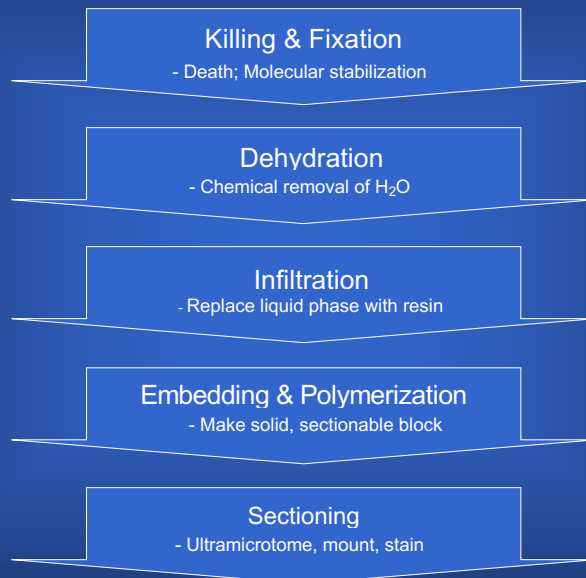 Killing & Fixation
- Death; Molecular stabilization
Dehydration
- Chemical removal of H₂O
Infiltration
- Replace liquid phase with resin
Embedding & Polymerization
- Make solid, sectionable block
Sectioning
- Ultramicrotome, mount, stain